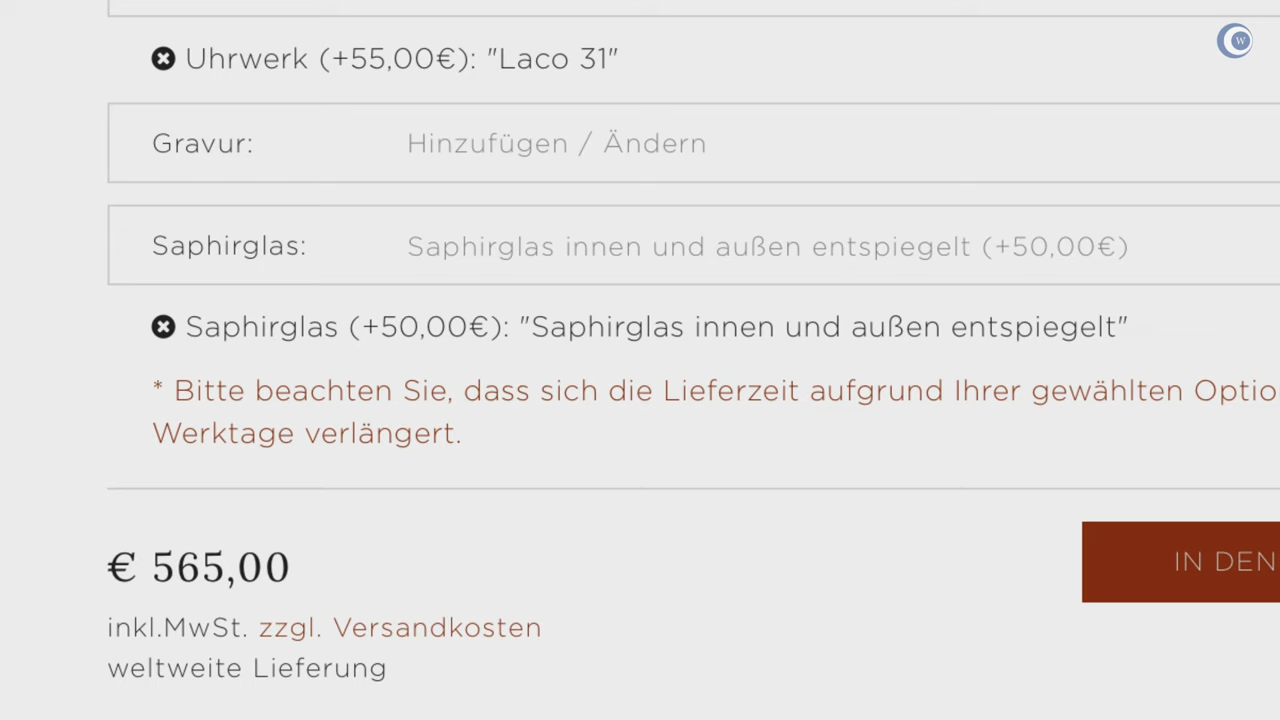 Uhrwerk (+55,00€): "Laco 31"
W
Gravur: Hinzufügen / Ändern
Saphirglas: Saphirglas innen und außen entspiegelt (+50,00€)
Saphirglas (+50,00€): "Saphirglas innen und außen entspiegelt"
* Bitte beachten Sie, dass sich die Lieferzeit aufgrund Ihrer gewählten Optio
Werktage verlängert.
€ 565,00
IN DEN
inkl.MwSt. zzgl. Versandkosten
weltweite Lieferung